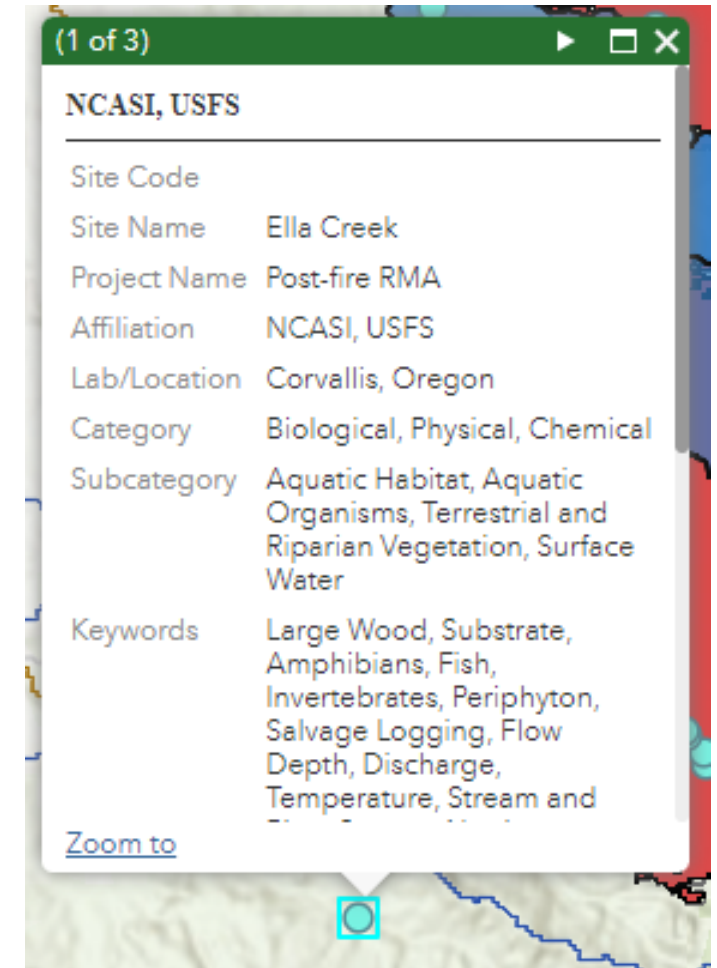 (1 of 3)
NCASI, USFS
Site Code
Site Name Ella Creek
Project Name Post-fire RMA
Affiliation NCASI, USFS
Lab/Location Corvallis, Oregon
Category Biological, Physical, Chemical
Subcategory Aquatic Habitat, Aquatic
Organisms, Terrestrial and
Riparian Vegetation, Surface
Water
Keywords Large Wood, Substrate,
Amphibians, Fish,
Invertebrates, Periphyton,
Salvage Logging, Flow
Depth, Discharge,
Temperature, Stream and
Zoom to